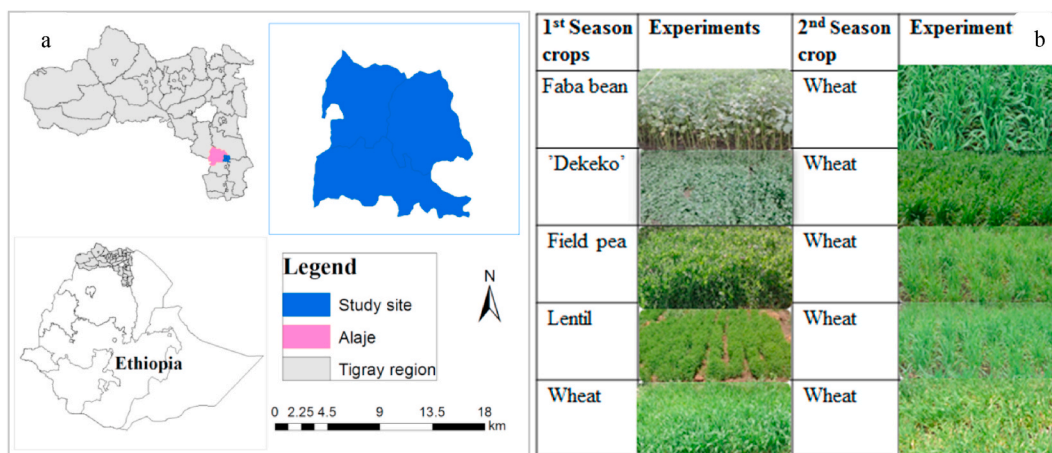 a
Ethiopia
Legend
Study site
Alaje
Tigray region
N
0 2.25 4.5 9 13.5 18
km
b
1st Season crops Experiments 2nd Season crop Experiment
Faba bean Wheat
'Dekeko' Wheat
Field pea Wheat
Lentil Wheat
Wheat Wheat